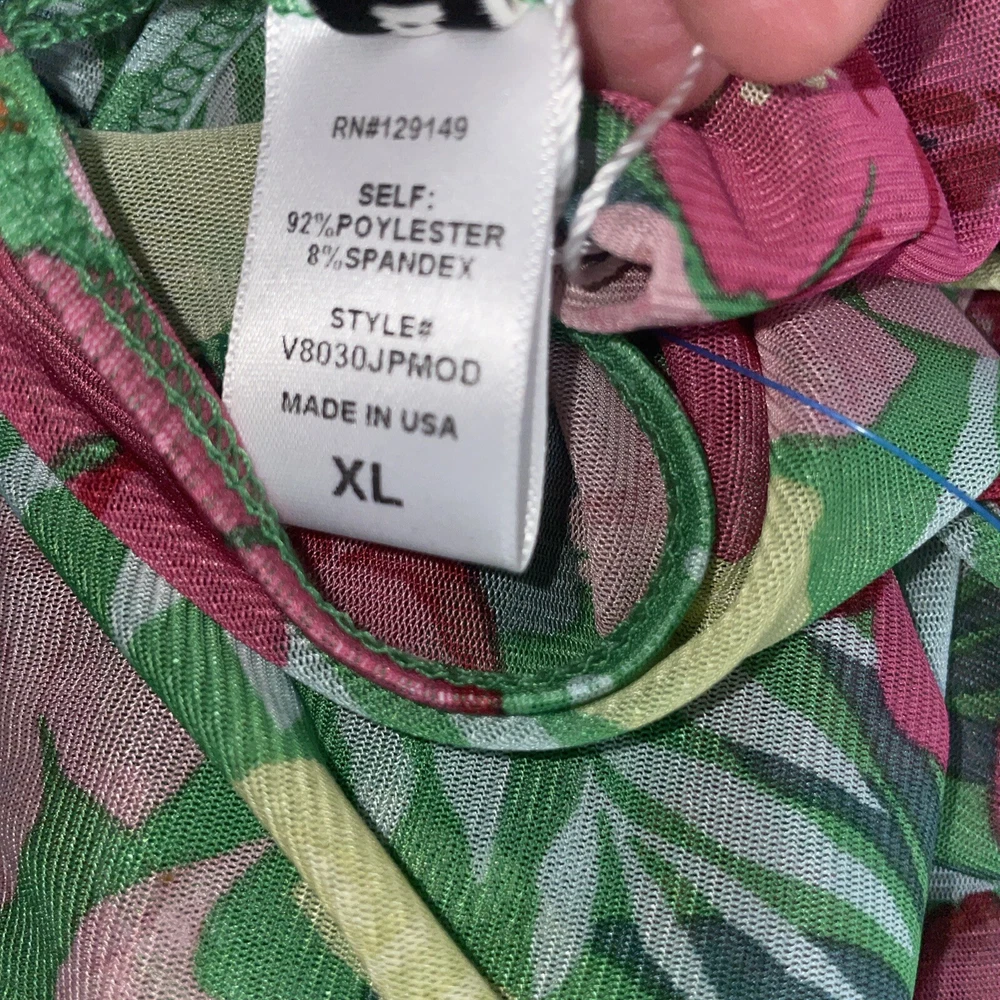 RN#129149
SELF:
92%POYLESTER
8%SPANDEX
STYLE#
V8030JPMOD
MADE IN USA
XL